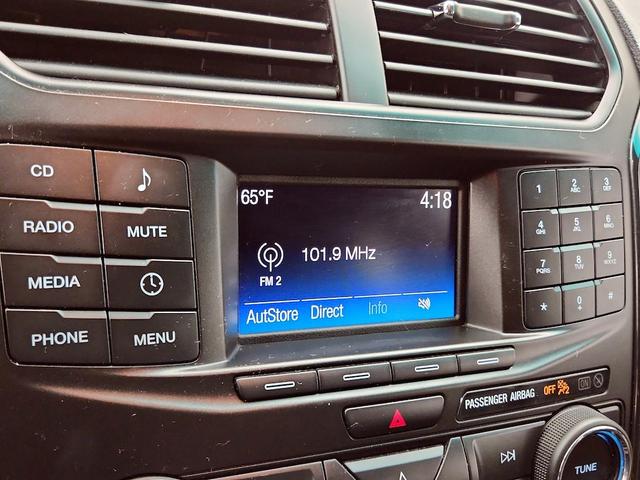 CD
RADIO
MUTE
MEDIA
PHONE
MENU
65°F
4:18
101.9 MHz
FM 2
AutStore Direct Info
1 2 ABC 3 DEF
4 GHI 5 JKL 6 MNO
7 PQRS 8 TUV 9 WXYZ
* 0 + #
PASSENGER AIRBAG OFF 2 ON
TUNE